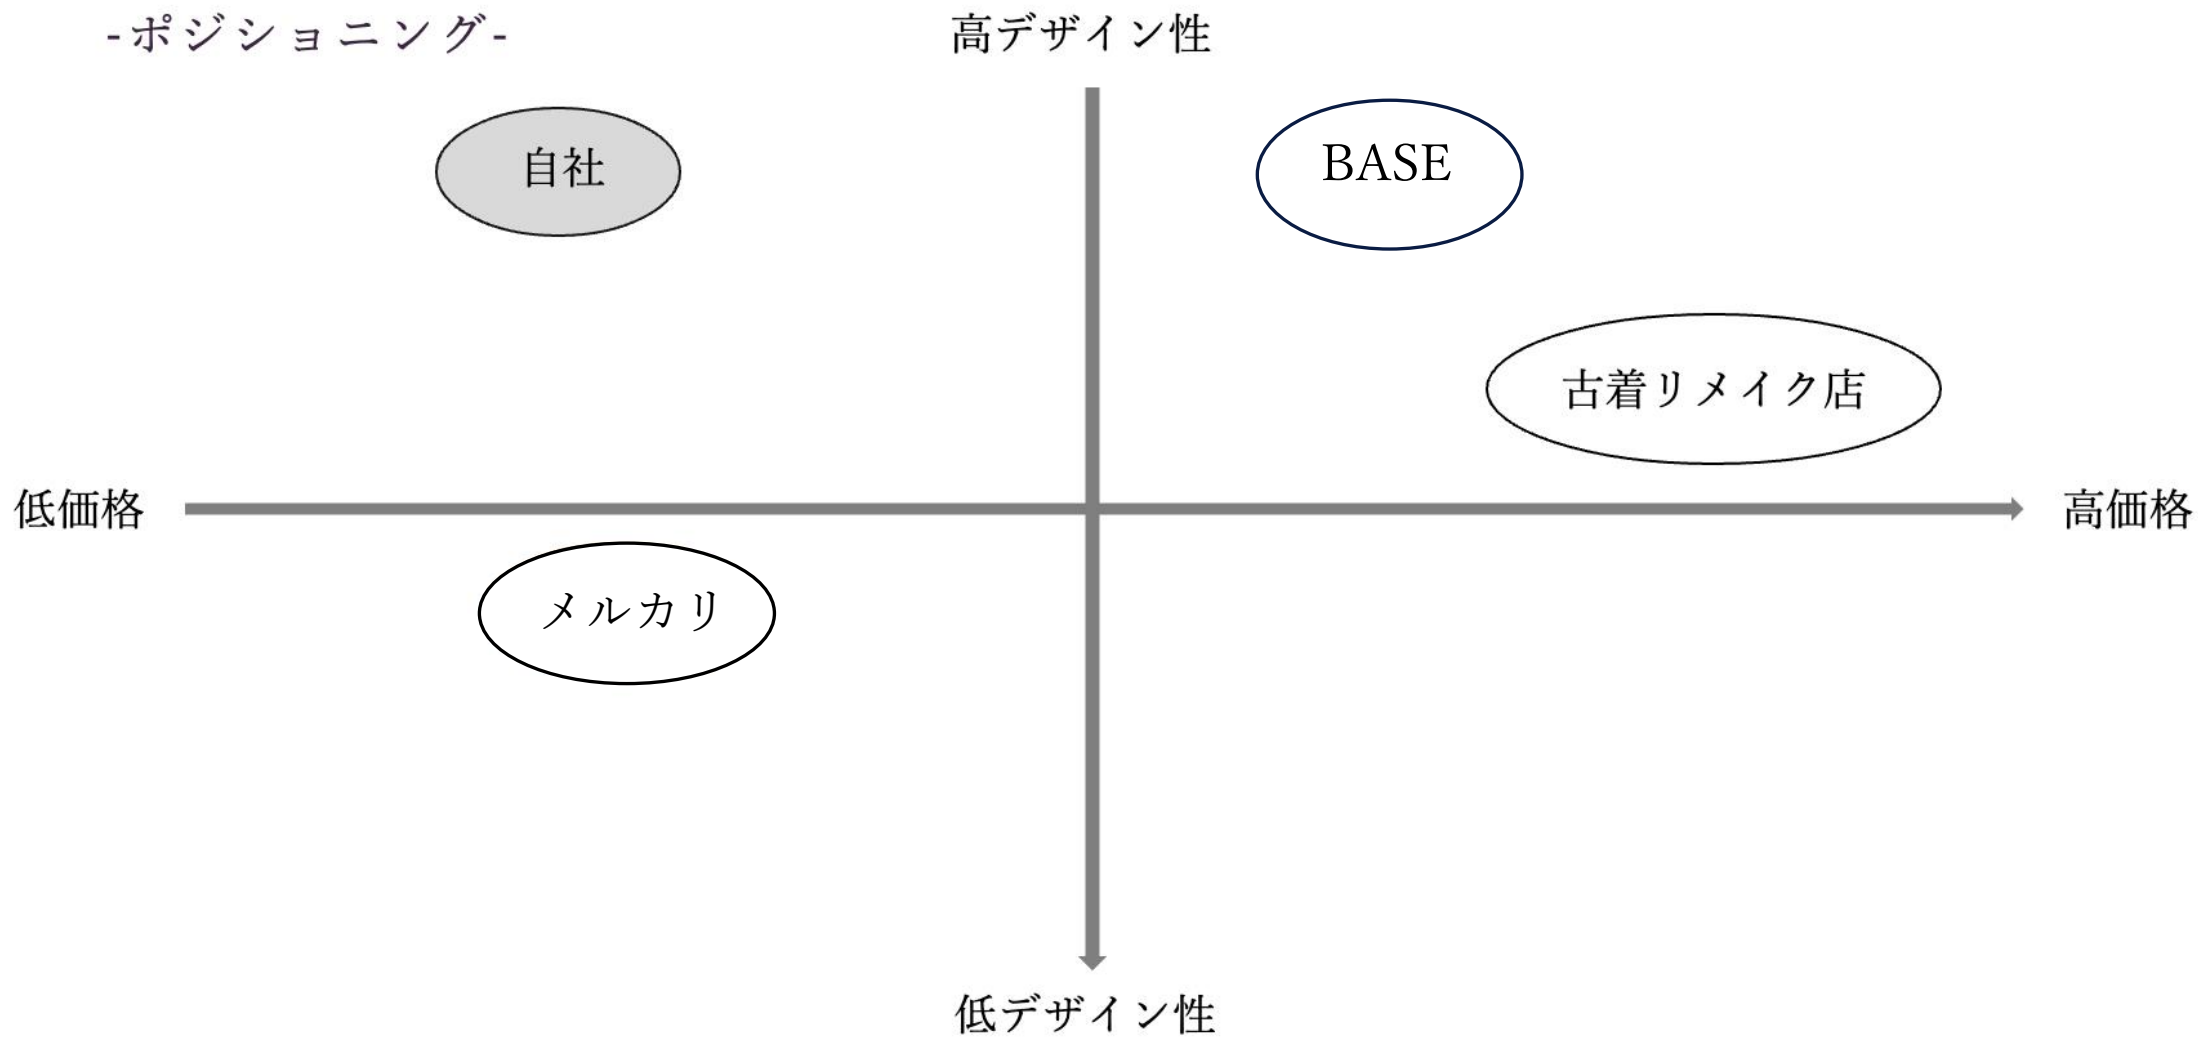 -ポジショニング-
高デザイン性
自社
BASE
古着リメイク店
低価格
高価格
メルカリ
低デザイン性